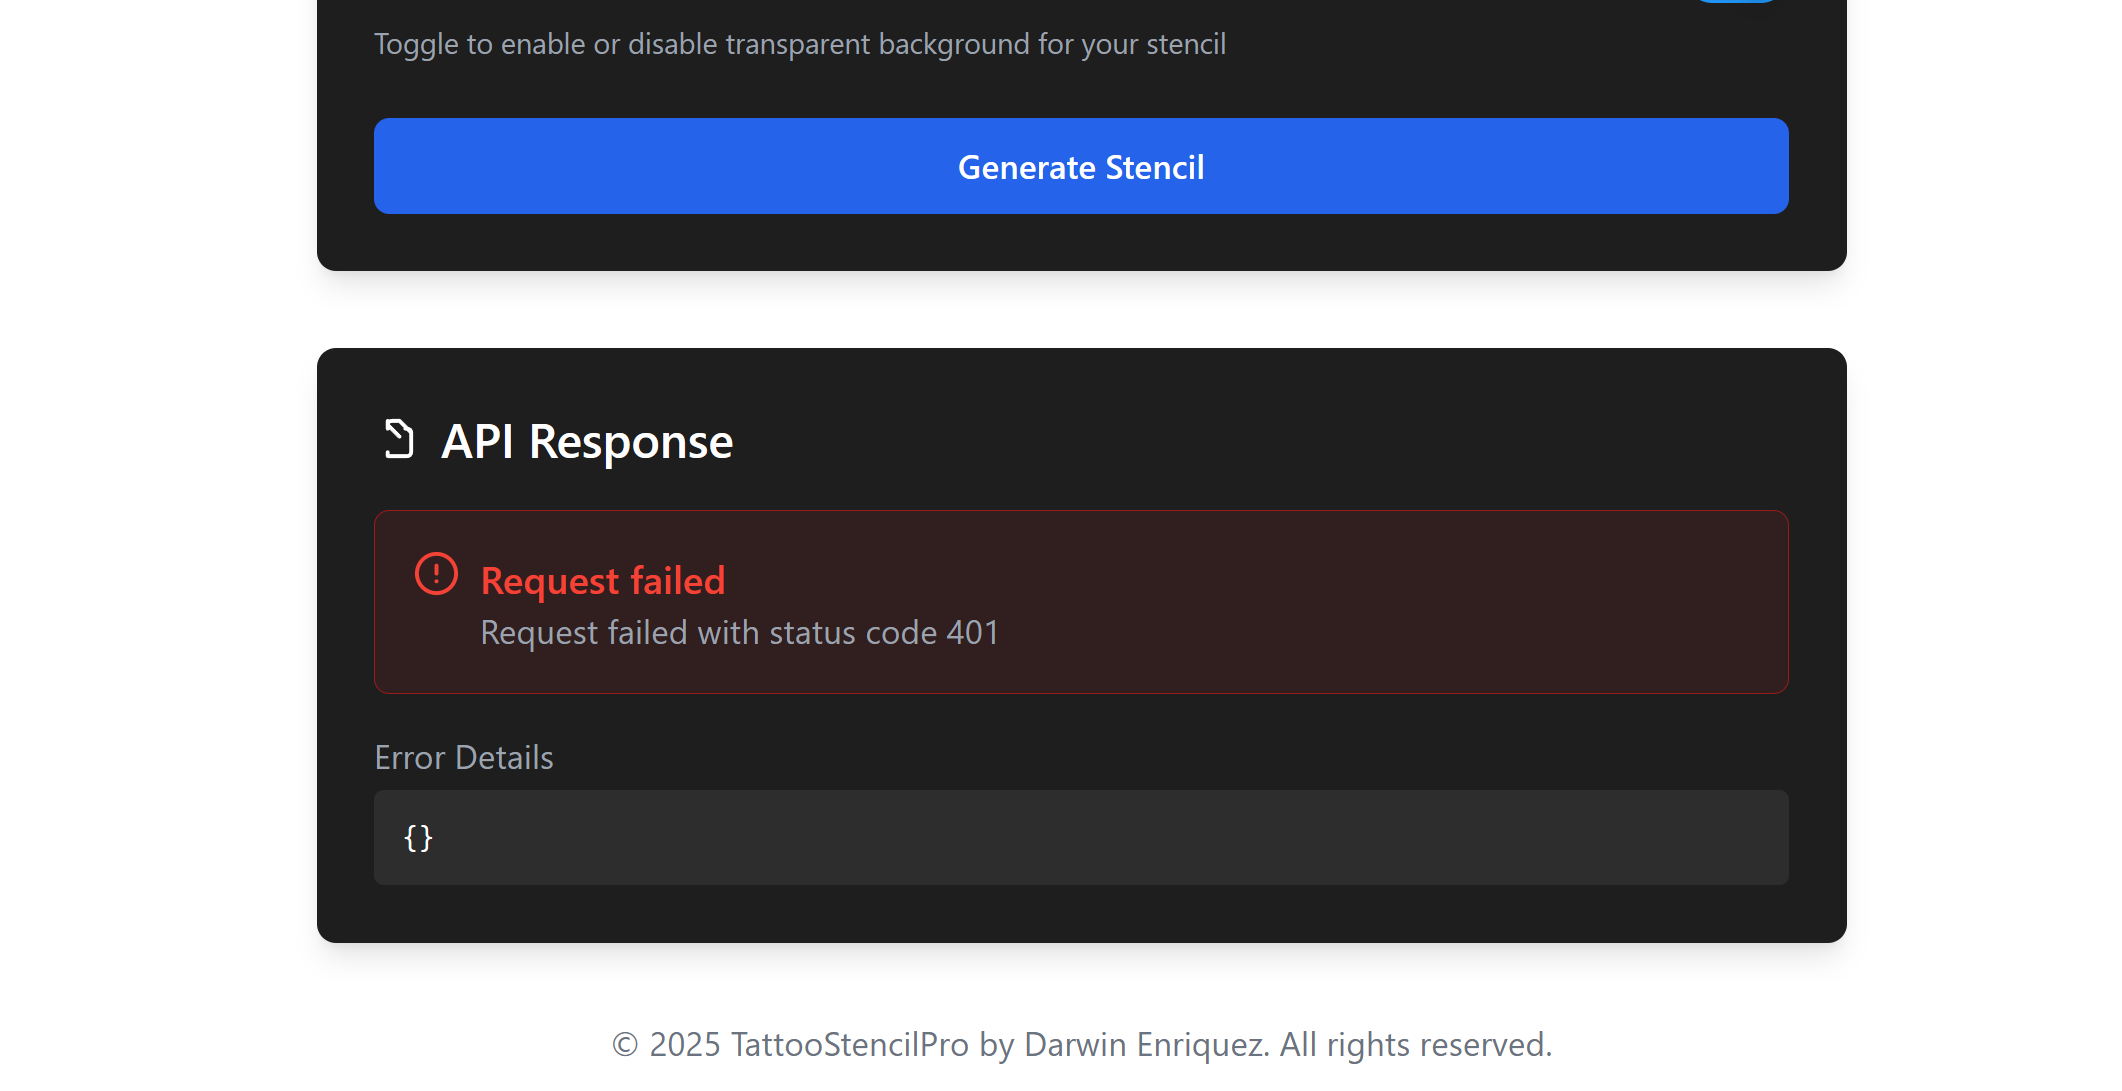 Toggle to enable or disable transparent background for your stencil
Generate Stencil
API Response
Request failed
Request failed with status code 401
Error Details
{}
© 2025 TattooStencilPro by Darwin Enriquez. All rights reserved.